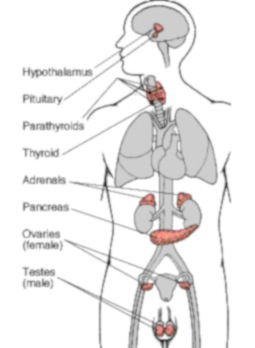 Hypothalamus
Pituitary
Parathyroids
Thyroid
Adrenals
Pancreas
Ovaries
(female)
Testes
(male)